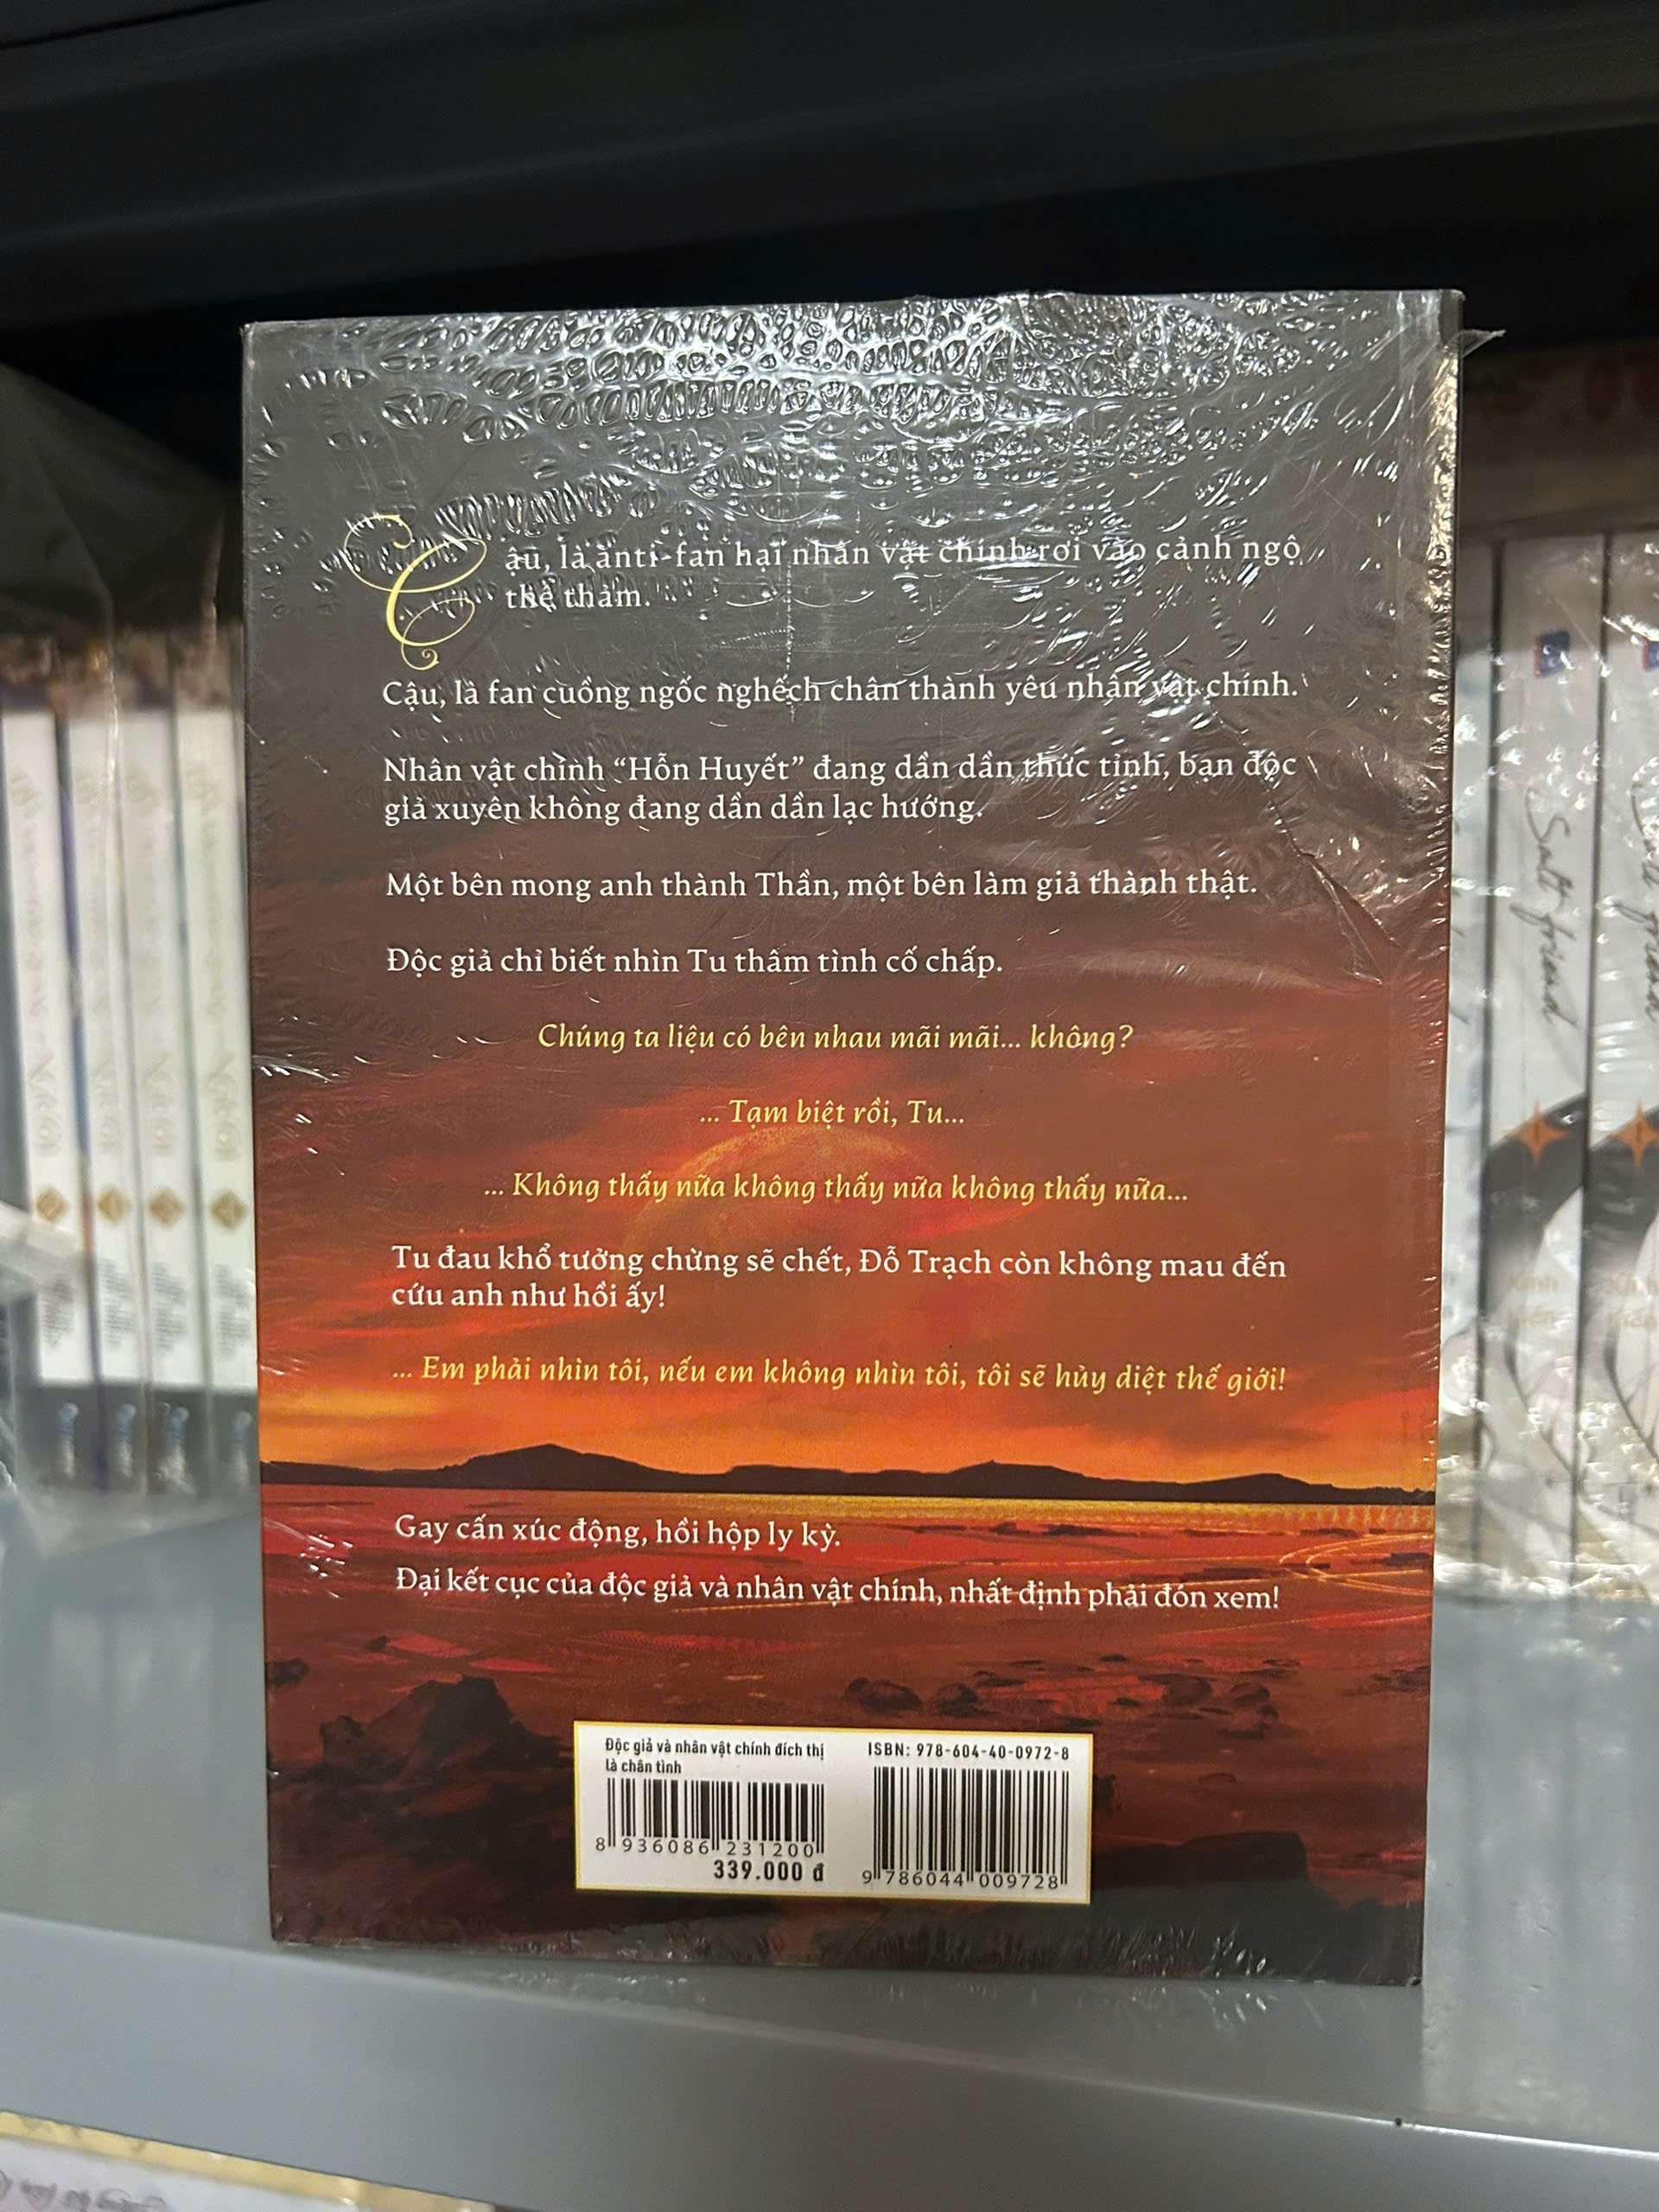 Cậu, là anti-fan hại nhân vật chính rơi vào cảnh ngộ
thê thảm.
Cậu, là fan cuồng ngốc nghếch chân thành yêu nhân vật chính.
Nhân vật chính “Hỗn Huyết” đang dần dần thức tỉnh, bạn độc
giả xuyên không đang dần dần lạc hướng.
Một bên mong anh thành Thần, một bên làm giả thành thật.
Độc giả chỉ biết nhìn Tu thâm tình cố chấp.
Chúng ta liệu có bên nhau mãi mãi... không?
... Tạm biệt rồi, Tu...
... Không thấy nữa không thấy nữa không thấy nữa...
Tu đau khổ tưởng chừng sẽ chết, Đỗ Trạch còn không mau đến
cứu anh như hồi ấy!
... Em phải nhìn tôi, nếu em không nhìn tôi, tôi sẽ hủy diệt thế giới!
Gay cấn xúc động, hồi hộp ly kỳ.
Đại kết cục của độc giả và nhân vật chính, nhất định phải đón xem!
Độc giả và nhân vật chính đích thị
là chân tình
8 936086 231200
339.000 đ
ISBN: 978-604-40-0972-8
9 786044 009728
Salt friend